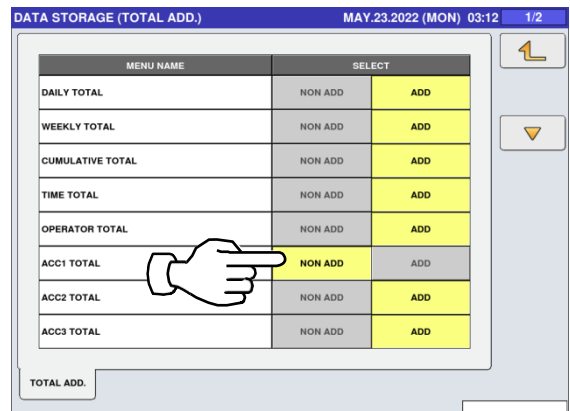 DATA STORAGE (TOTAL ADD.) MAY.23.2022 (MON) 03:12 1/2
MENU NAME SELECT
DAILY TOTAL NON ADD ADD
WEEKLY TOTAL NON ADD ADD
CUMULATIVE TOTAL NON ADD ADD
TIME TOTAL NON ADD ADD
OPERATOR TOTAL NON ADD ADD
ACC1 TOTAL NON ADD ADD
ACC2 TOTAL NON ADD ADD
ACC3 TOTAL NON ADD ADD
TOTAL ADD.